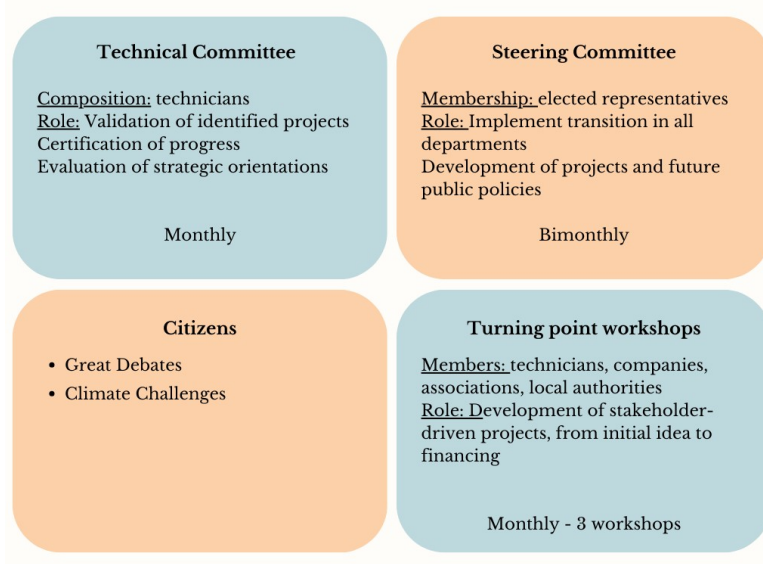 Technical Committee
Composition: technicians
Role: Validation of identified projects
Certification of progress
Evaluation of strategic orientations
Monthly
Steering Committee
Membership: elected representatives
Role: Implement transition in all
departments
Development of projects and future
public policies
Bimonthly
Citizens
• Great Debates
• Climate Challenges
Turning point workshops
Members: technicians, companies,
associations, local authorities
Role: Development of stakeholder-
driven projects, from initial idea to
financing
Monthly - 3 workshops